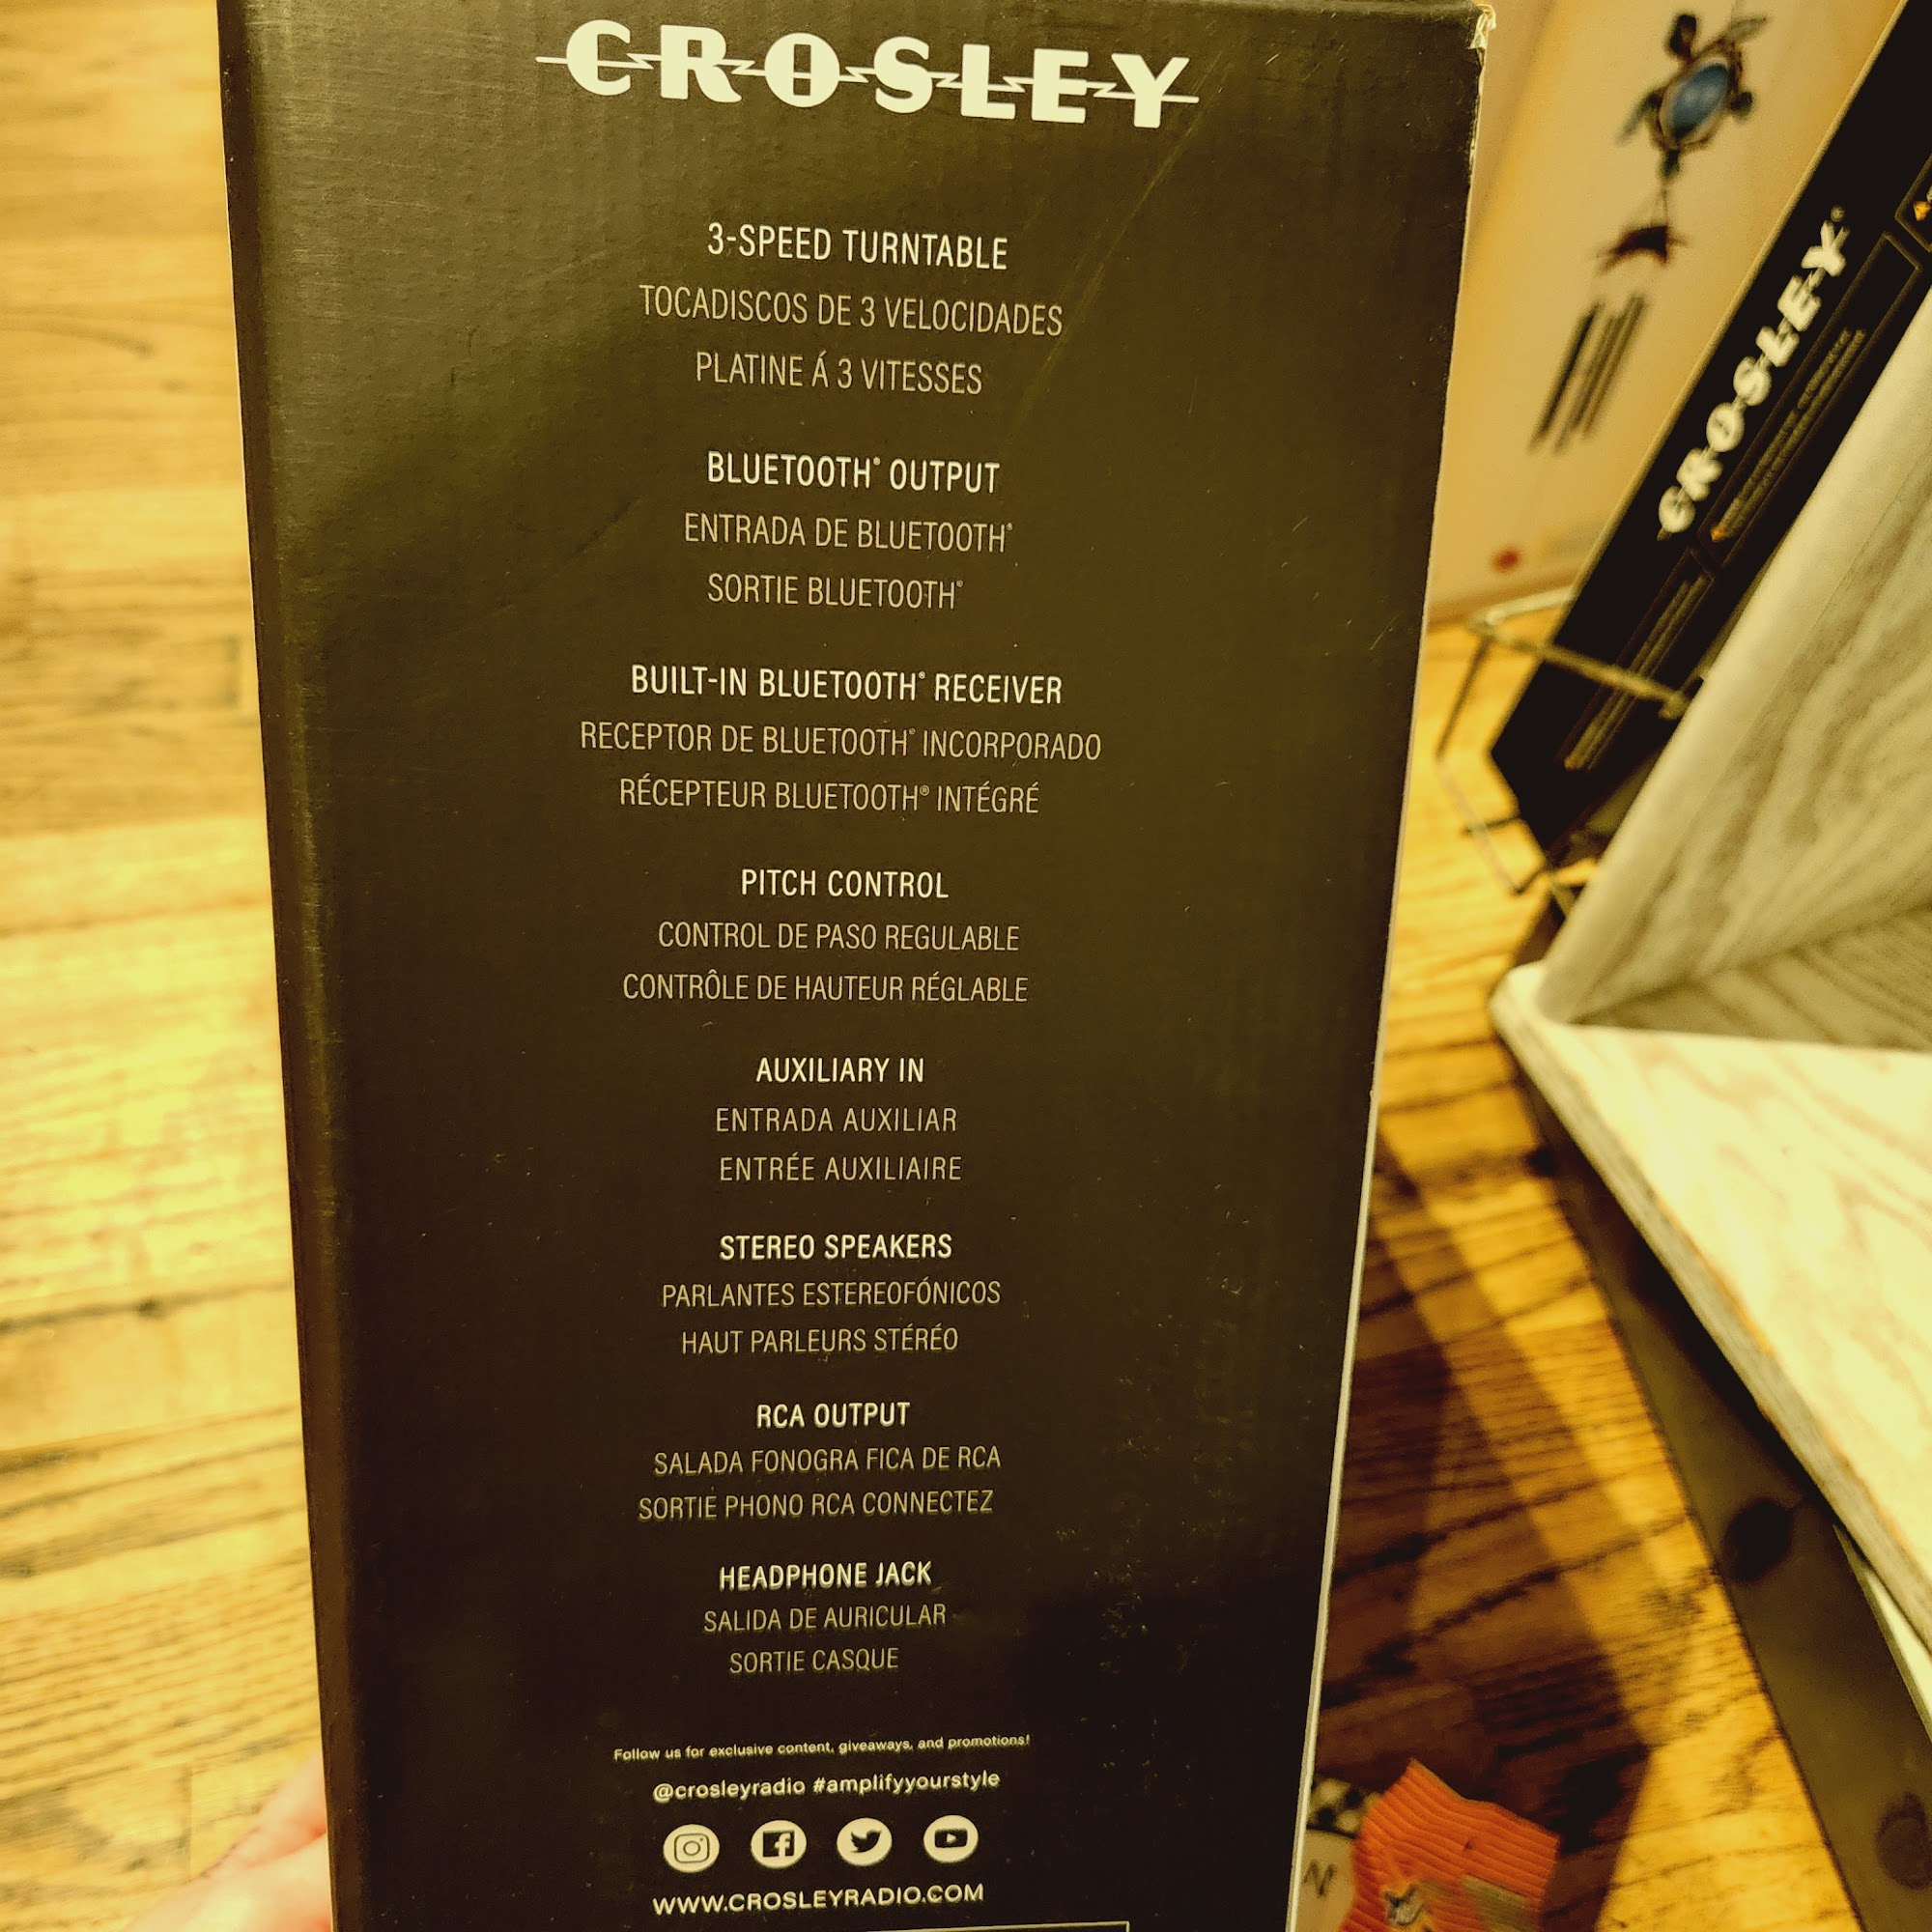 CROSLEY
3-SPEED TURNTABLE
TOCADISCOS DE 3 VELOCIDADES
PLATINE Á 3 VITESSES
BLUETOOTH® OUTPUT
ENTRADA DE BLUETOOTH®
SORTIE BLUETOOTH®
BUILT-IN BLUETOOTH® RECEIVER
RECEPTOR DE BLUETOOTH® INCORPORADO
RÉCEPTEUR BLUETOOTH® INTÉGRÉ
PITCH CONTROL
CONTROL DE PASO REGULABLE
CONTRÔLE DE HAUTEUR RÉGLABLE
AUXILIARY IN
ENTRADA AUXILIAR
ENTRÉE AUXILIAIRE
STEREO SPEAKERS
PARLANTES ESTEREOFÓNICOS
HAUT PARLEURS STÉRÉO
RCA OUTPUT
SALADA FONOGRA FICA DE RCA
SORTIE PHONO RCA CONNECTEZ
HEADPHONE JACK
SALIDA DE AURICULAR
SORTIE CASQUE
Follow us for exclusive content, giveaways, and promotions!
@crosleyradio #amplifyyourstyle
WWW.CROSLEYRADIO.COM
CROSLEY